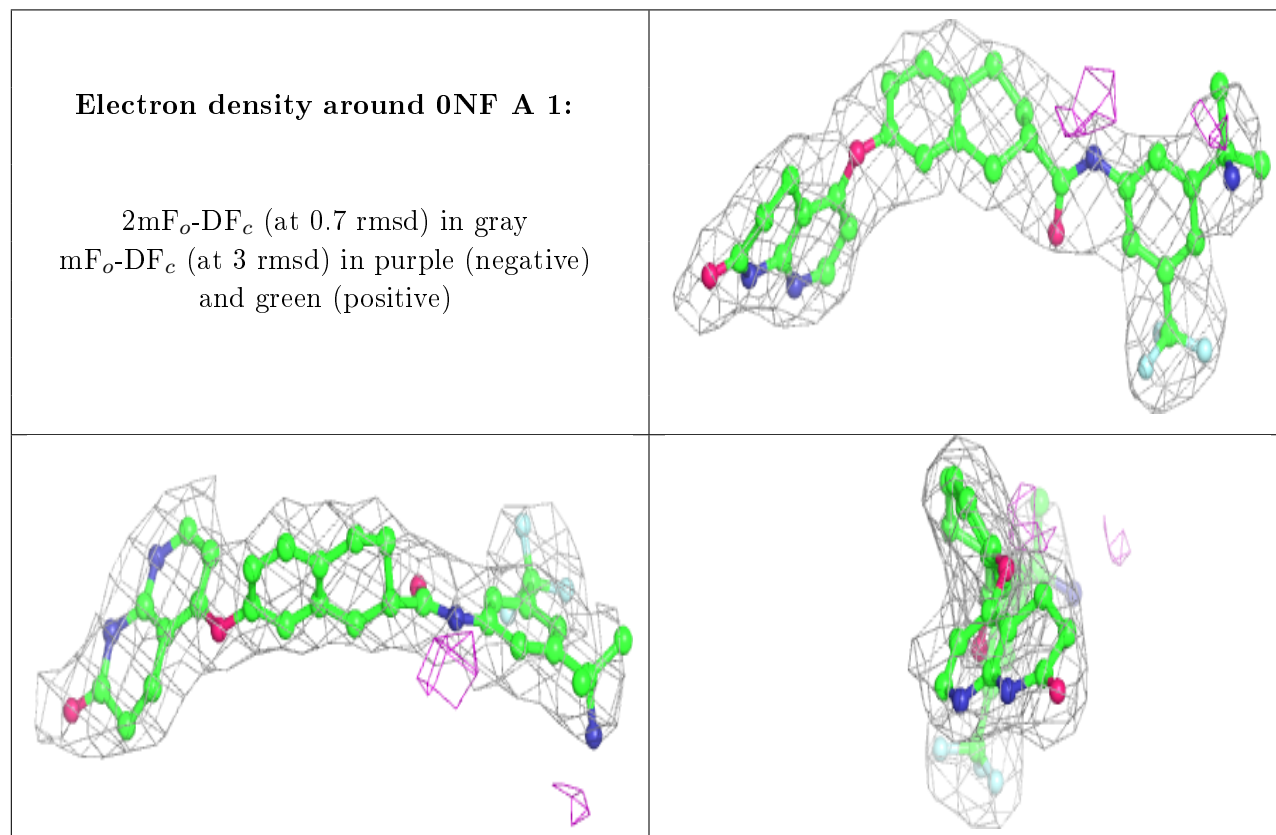 Electron density around 0NF A 1:
2mFo-DFc (at 0.7 rmsd) in gray
mFo-DFc (at 3 rmsd) in purple (negative)
and green (positive)